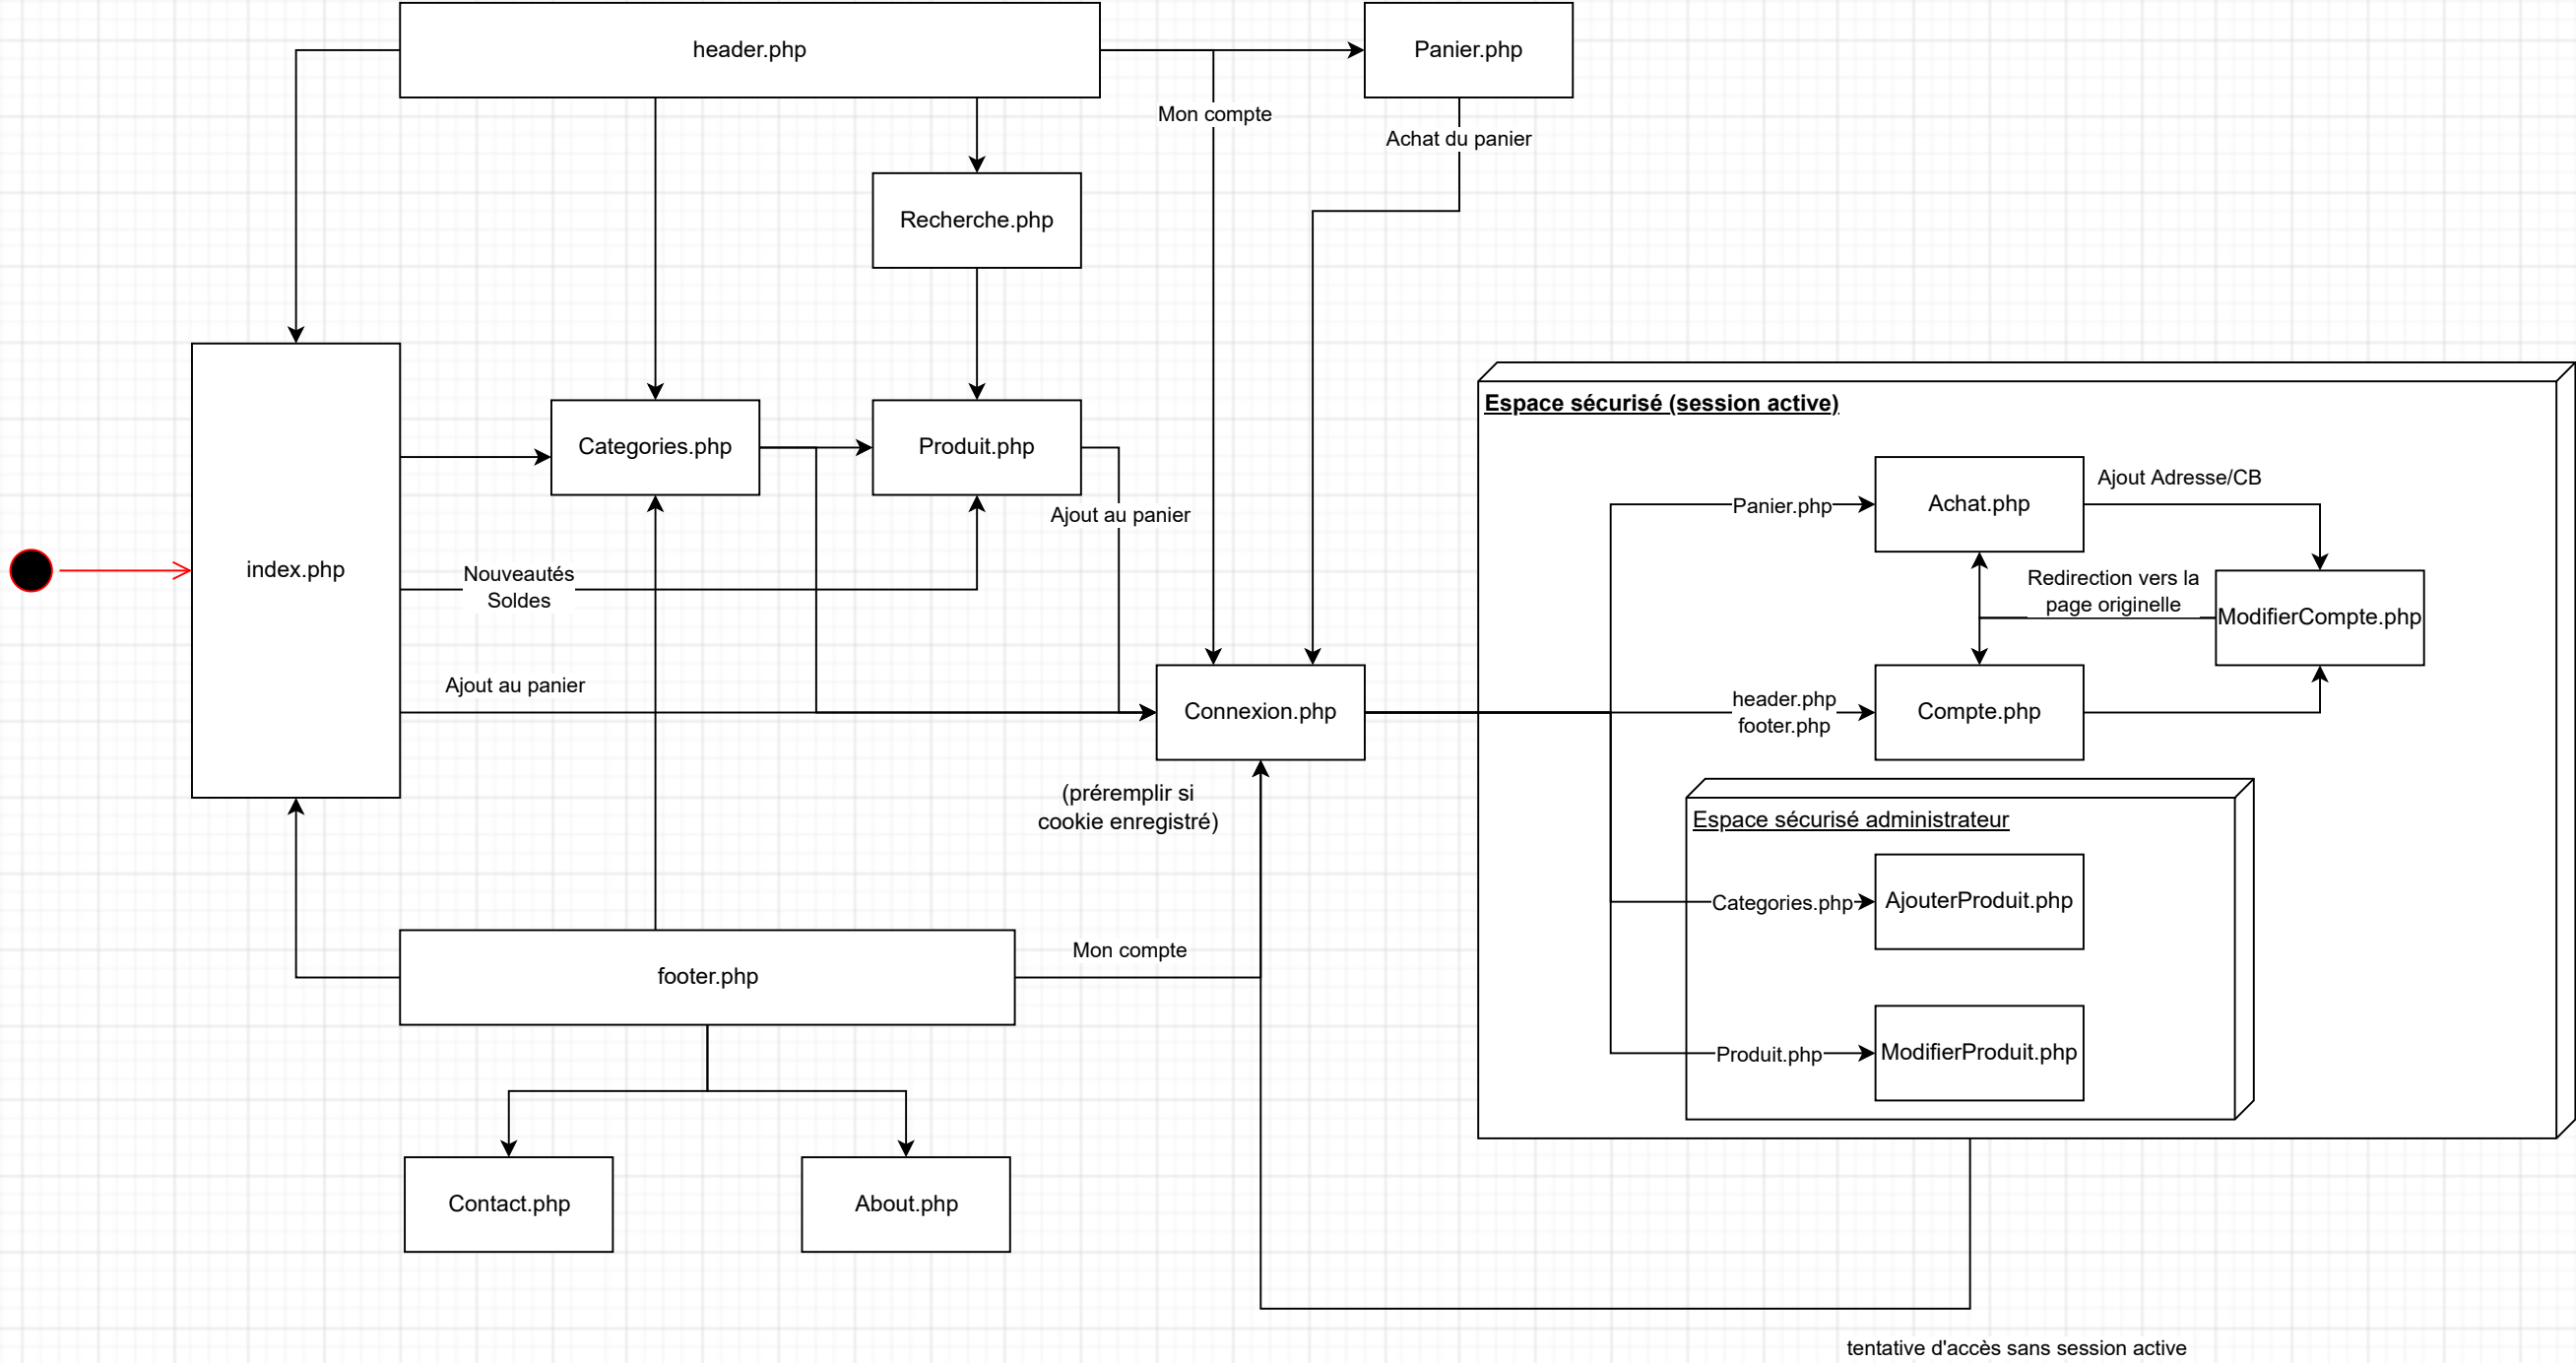 header.php
Panier.php
Mon compte
Achat du panier
Recherche.php
Espace sécurisé (session active)
Categories.php
Produit.php
Ajout au panier
Panier.php
Achat.php
Ajout Adresse/CB
index.php
Nouveautés
Soldes
Redirection vers la
page originelle
ModifierCompte.php
Ajout au panier
Connexion.php
header.php
footer.php
Compte.php
(préremplir si
cookie enregistré)
Espace sécurisé administrateur
Categories.php
AjouterProduit.php
footer.php
Mon compte
Produit.php
ModifierProduit.php
Contact.php
About.php
tentative d'accès sans session active